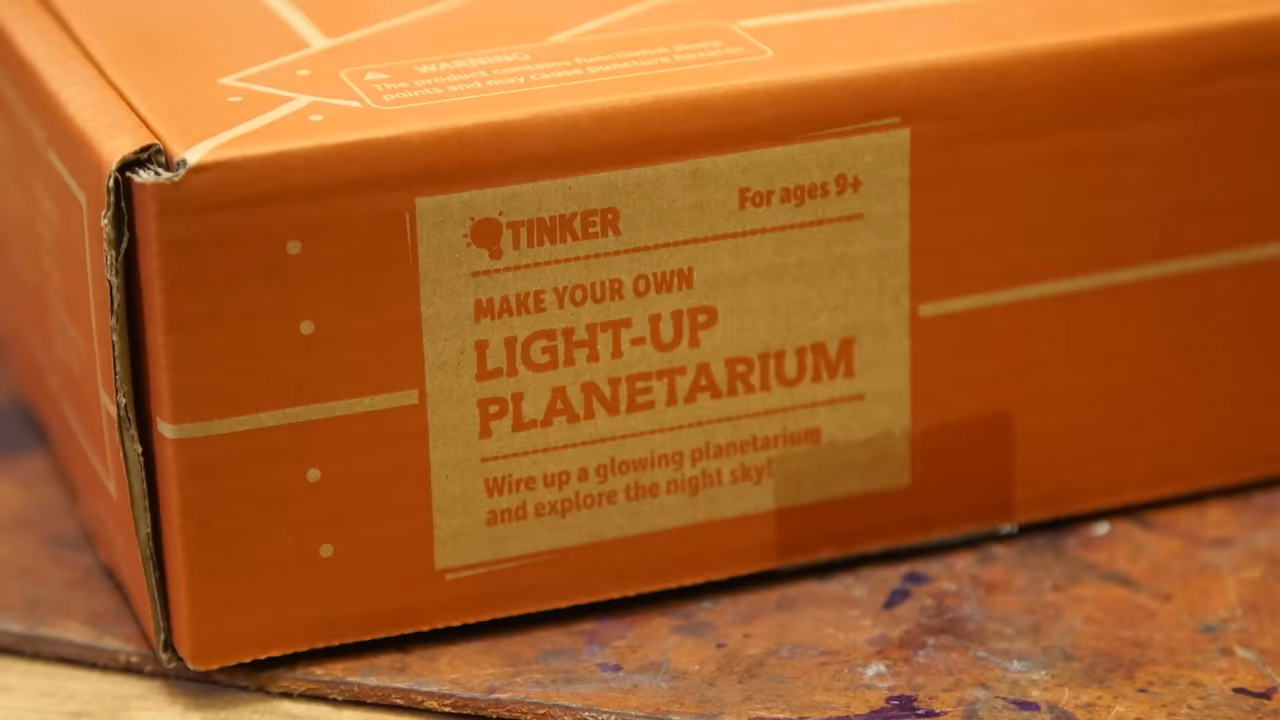 WARNING
The product contains functional sharp
points and may cause puncture hazards
TINKER
For ages 9+
MAKE YOUR OWN
LIGHT-UP
PLANETARIUM
Wire up a glowing planetarium
and explore the night sky!